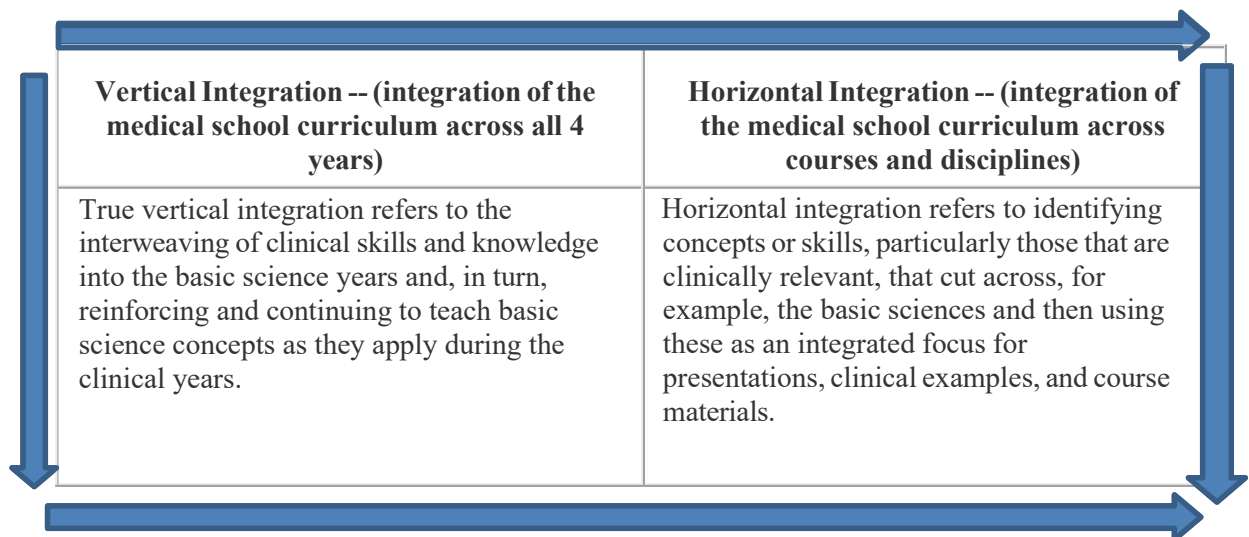 Vertical Integration -- (integration of the
medical school curriculum across all 4
years)
Horizontal Integration -- (integration of
the medical school curriculum across
courses and disciplines)
True vertical integration refers to the
interweaving of clinical skills and knowledge
into the basic science years and, in turn,
reinforcing and continuing to teach basic
science concepts as they apply during the
clinical years.
Horizontal integration refers to identifying
concepts or skills, particularly those that are
clinically relevant, that cut across, for
example, the basic sciences and then using
these as an integrated focus for
presentations, clinical examples, and course
materials.